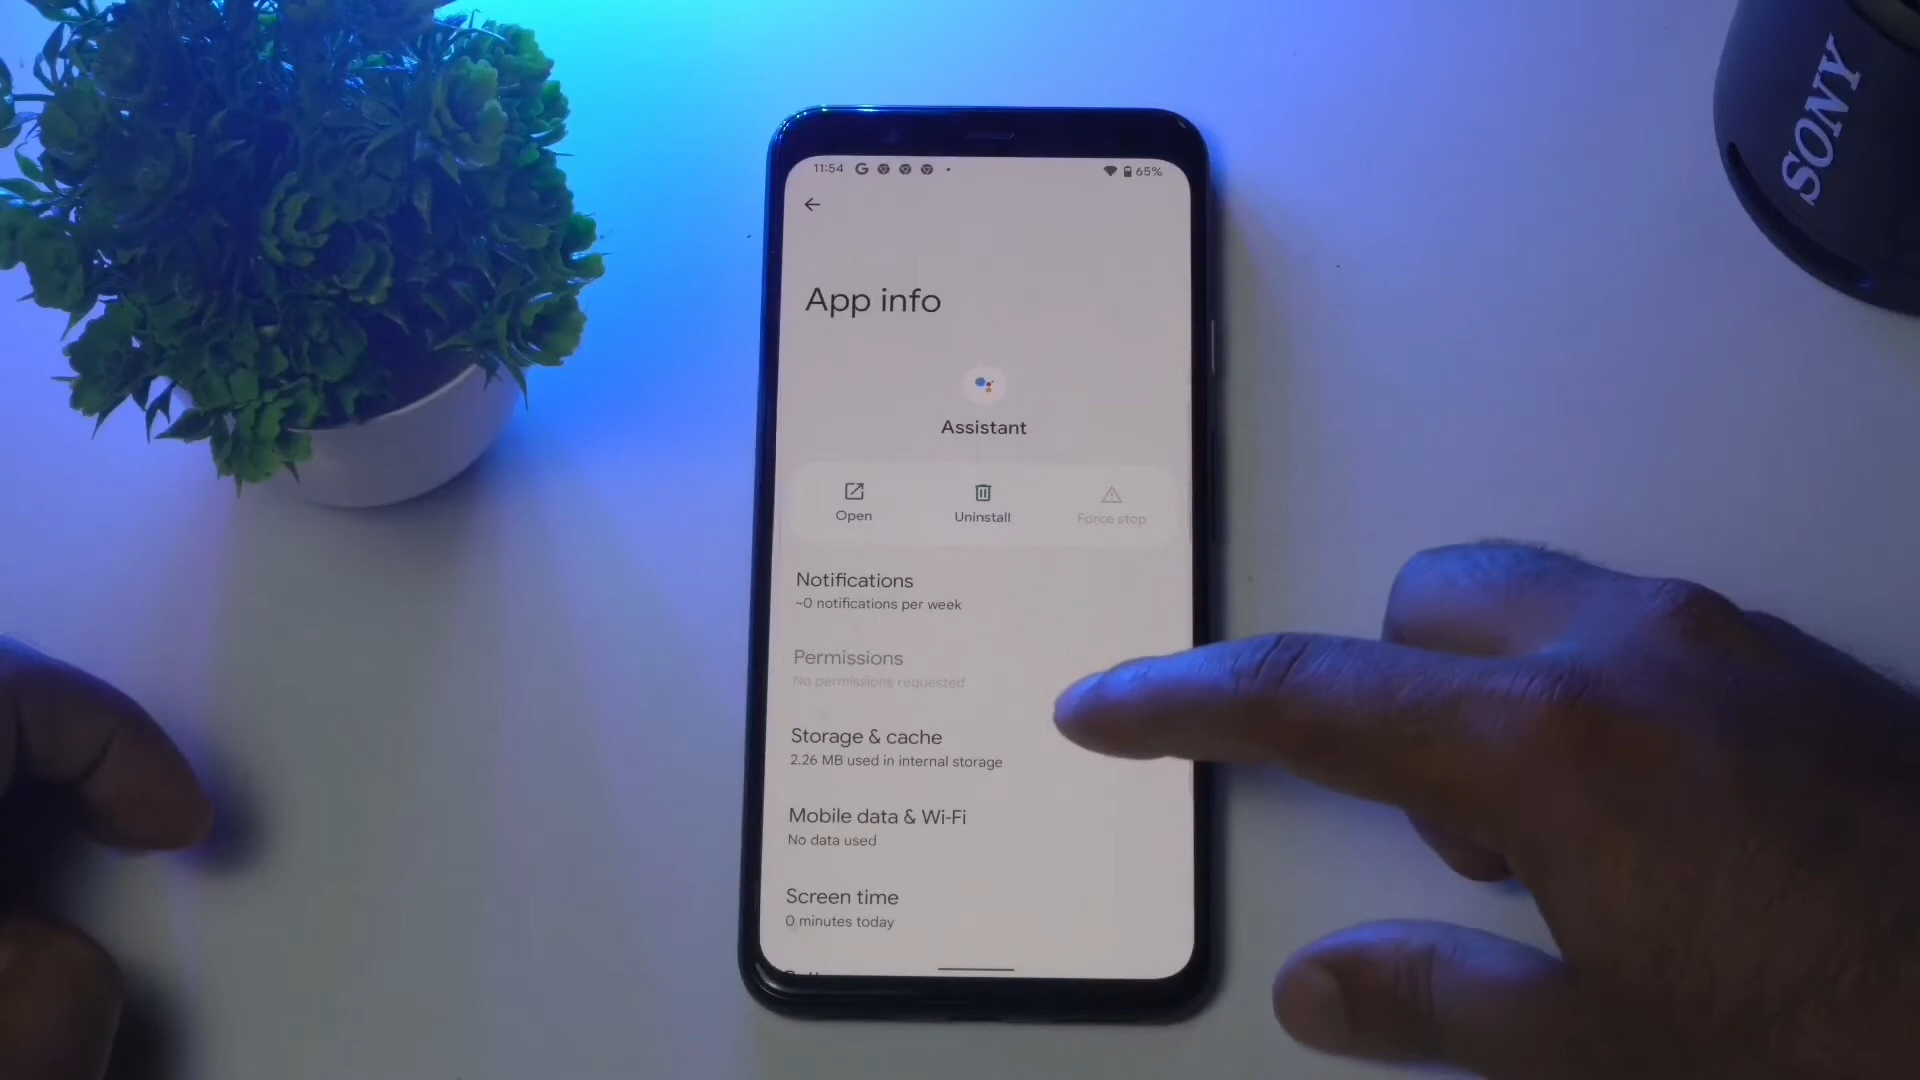 SONY
11:54
65%
App info
Assistant
Open
Uninstall
Force stop
Notifications
~0 notifications per week
Permissions
No permissions requested
Storage & cache
2.26 MB used in internal storage
Mobile data & Wi-Fi
No data used
Screen time
0 minutes today